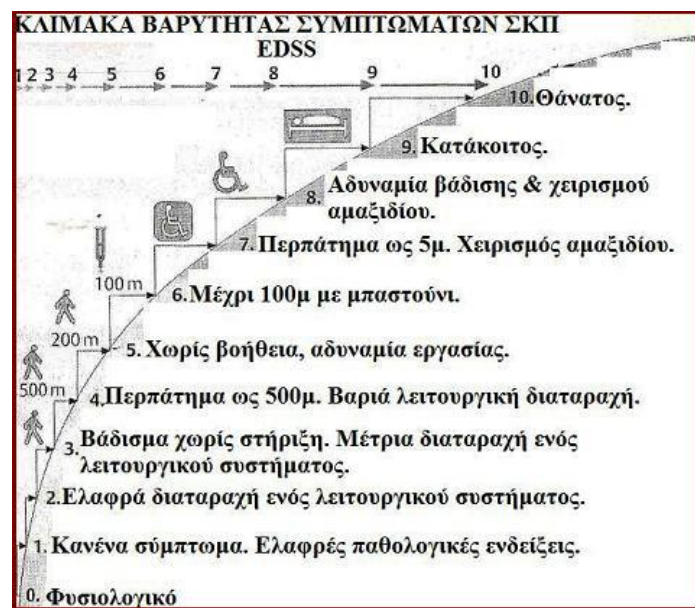 ΚΛΙΜΑΚΑ ΒΑΡΥΤΗΤΑΣ ΣΥΜΠΤΩΜΑΤΩΝ ΣΚΠ
EDSS
1 2 3 4 5 6 7 8 9 10
10. Θάνατος.
9. Κατάκοιτος.
8. Αδυναμία βάδισης & χειρισμού
αμαξιδίου.
7. Περπάτημα ως 5μ. Χειρισμός αμαξιδίου.
100 m
6. Μέχρι 100μ με μπαστούνι.
200 m
5. Χωρίς βοήθεια, αδυναμία εργασίας.
500 m
4. Περπάτημα ως 500μ. Βαριά λειτουργική διαταραχή.
3. Βάδισμα χωρίς στήριξη. Μέτρια διαταραχή ενός
λειτουργικού συστήματος.
2. Ελαφρά διαταραχή ενός λειτουργικού συστήματος.
1. Κανένα σύμπτωμα. Ελαφρές παθολογικές ενδείξεις.
0. Φυσιολογικό